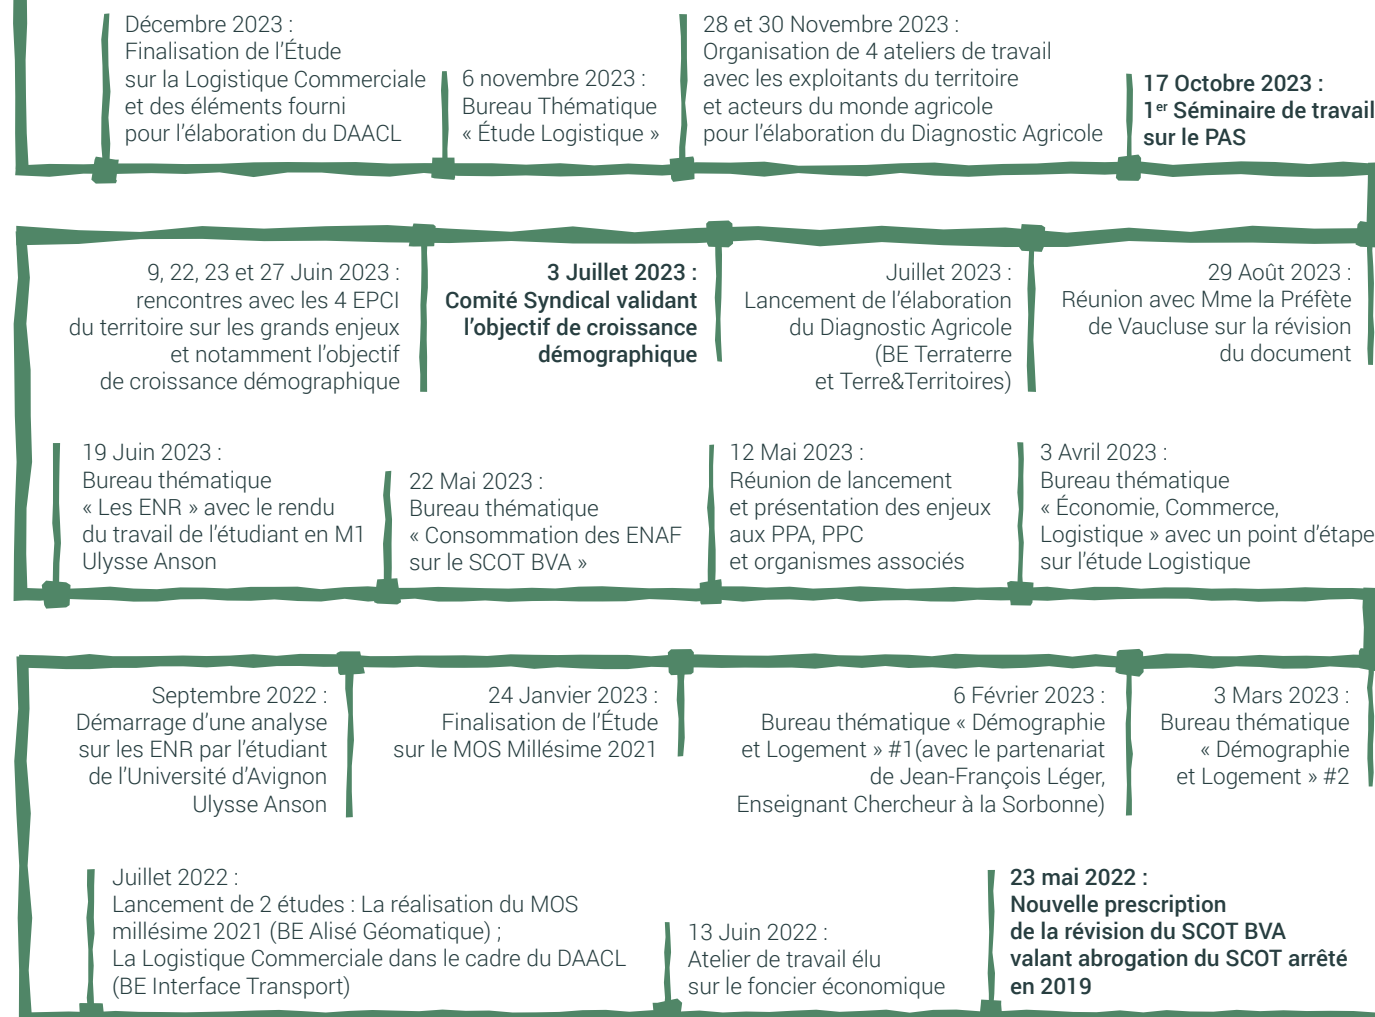 Décembre 2023 :
Finalisation de l’Étude
sur la Logistique Commerciale
et des éléments fourni
pour l’élaboration du DAACL
6 novembre 2023 :
Bureau Thématique
« Étude Logistique »
28 et 30 Novembre 2023 :
Organisation de 4 ateliers de travail
avec les exploitants du territoire
et acteurs du monde agricole
pour l’élaboration du Diagnostic Agricole
17 Octobre 2023 :
1er Séminaire de travail
sur le PAS
9, 22, 23 et 27 Juin 2023 :
rencontres avec les 4 EPCI
du territoire sur les grands enjeux
et notamment l’objectif
de croissance démographique
3 Juillet 2023 :
Comité Syndical validant
l’objectif de croissance
démographique
Juillet 2023 :
Lancement de l’élaboration
du Diagnostic Agricole
(BE Terraterre
et Terre&Territoires)
29 Août 2023 :
Réunion avec Mme la Préfète
de Vaucluse sur la révision
du document
19 Juin 2023 :
Bureau thématique
« Les ENR » avec le rendu
du travail de l’étudiant en M1
Ulysse Anson
22 Mai 2023 :
Bureau thématique
« Consommation des ENAF
sur le SCOT BVA »
12 Mai 2023 :
Réunion de lancement
et présentation des enjeux
aux PPA, PPC
et organismes associés
3 Avril 2023 :
Bureau thématique
« Économie, Commerce,
Logistique » avec un point d’étape
sur l’étude Logistique
Septembre 2022 :
Démarrage d’une analyse
sur les ENR par l’étudiant
de l’Université d’Avignon
Ulysse Anson
24 Janvier 2023 :
Finalisation de l’Étude
sur le MOS Millésime 2021
6 Février 2023 :
Bureau thématique « Démographie
et Logement » #1(avec le partenariat
de Jean-François Léger,
Enseignant Chercheur à la Sorbonne)
3 Mars 2023 :
Bureau thématique
« Démographie
et Logement » #2
Juillet 2022 :
Lancement de 2 études : La réalisation du MOS
millésime 2021 (BE Alisé Géomatique) ;
La Logistique Commerciale dans le cadre du DAACL
(BE Interface Transport)
13 Juin 2022 :
Atelier de travail élu
sur le foncier économique
23 mai 2022 :
Nouvelle prescription
de la révision du SCOT BVA
valant abrogation du SCOT arrêté
en 2019